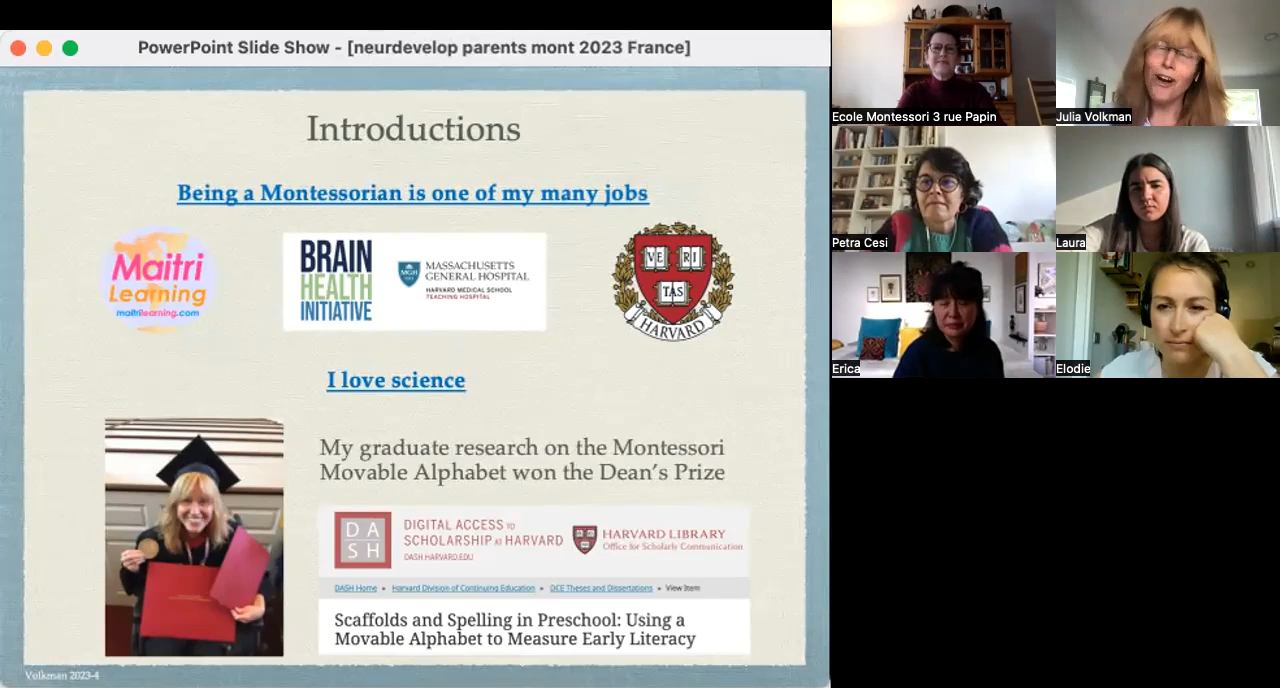 PowerPoint Slide Show - [neurdevelop parents mont 2023 France]
Introductions
Being a Montessorian is one of my many jobs
Maitri
Learning
maitrilearning.com
BRAIN
HEALTH
INITIATIVE
MGH
MASSACHUSETTS
GENERAL HOSPITAL
HARVARD MEDICAL SCHOOL
TEACHING HOSPITAL
VE RI
TAS
HARVARD
I love science
My graduate research on the Montessori
Movable Alphabet won the Dean's Prize
DA
SH
DIGITAL ACCESS TO
SCHOLARSHIP AT HARVARD
DASH.HARVARD.EDU
HARVARD LIBRARY
Office for Scholarly Communication
DASH Home • Harvard Division of Continuing Education • DCE Theses and Dissertations • View Item
Scaffolds and Spelling in Preschool: Using a
Movable Alphabet to Measure Early Literacy
Volkman 2023-4
Ecole Montessori 3 rue Papin
Julia Volkman
Petra Cesi
Laura
Erica
Elodie